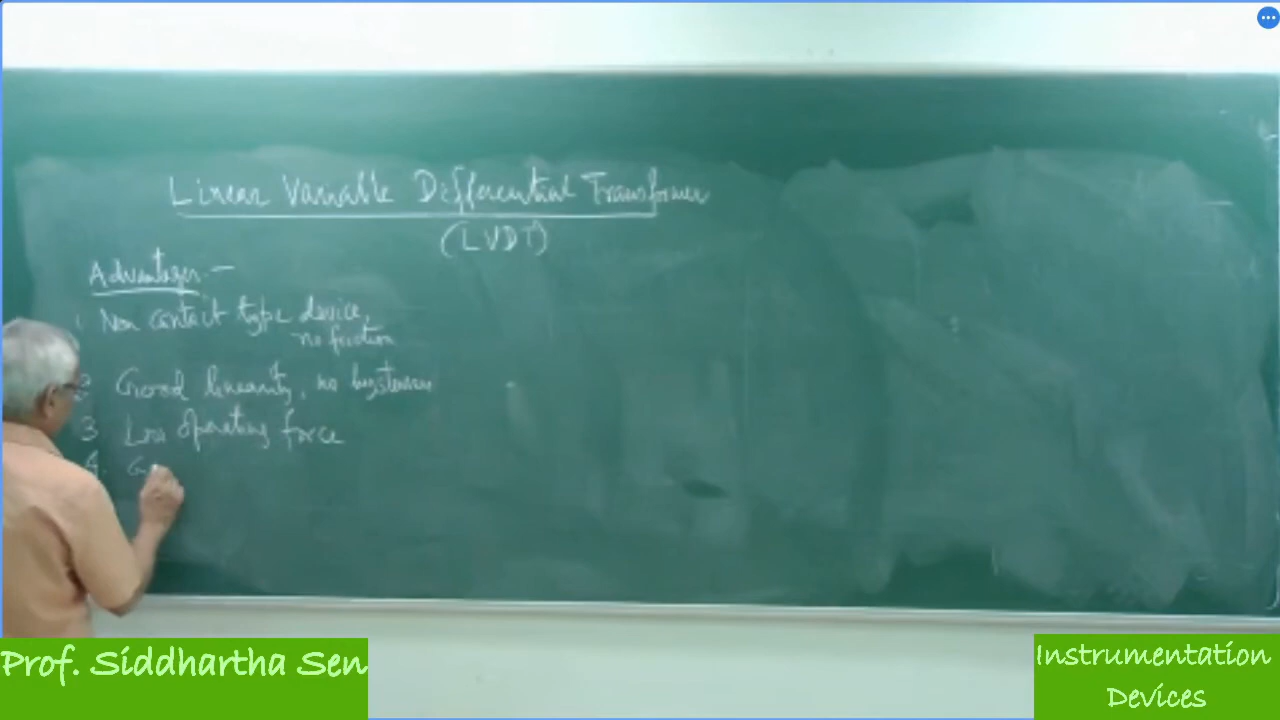 Linear Variable Differential Transformer
(LVDT)
Advantages:-
1 Non contact type device,
no friction
2 Good linearity, no hysteresis
3 Low operating force
4. G
Prof. Siddhartha Sen
Instrumentation
Devices